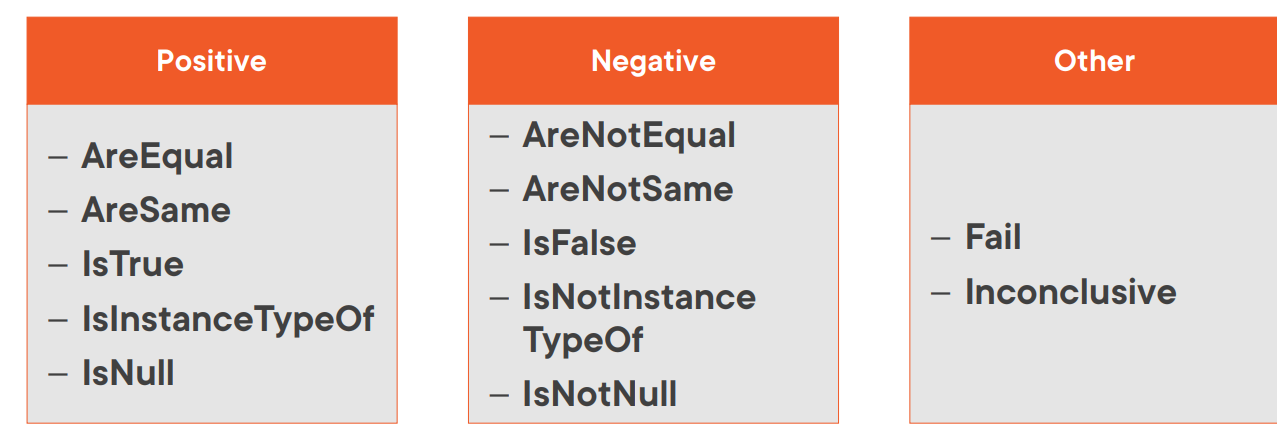 Positive
– AreEqual
– AreSame
– IsTrue
– IsInstanceTypeOf
– IsNull
Negative
– AreNotEqual
– AreNotSame
– IsFalse
– IsNotInstance
TypeOf
– IsNotNull
Other
– Fail
– Inconclusive